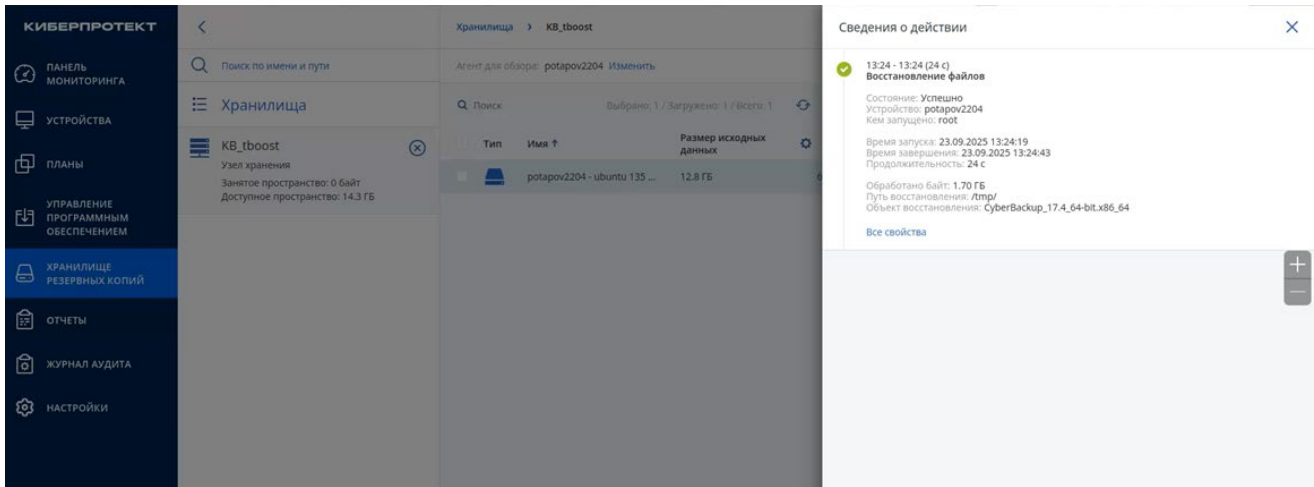 КИБЕРПРОТЕКТ
ПАНЕЛЬ
МОНИТОРИНГА
УСТРОЙСТВА
ПЛАНЫ
УПРАВЛЕНИЕ
ПРОГРАММНЫМ
ОБЕСПЕЧЕНИЕМ
ХРАНИЛИЩЕ
РЕЗЕРВНЫХ КОПИЙ
ОТЧЕТЫ
ЖУРНАЛ АУДИТА
НАСТРОЙКИ
Поиск по имени и пути
Хранилища
KB_tboost
Узел хранения
Занятое пространство: 0 байт
Доступное пространство: 14.3 ГБ
Хранилища > KB_tboost
Агент для обзора: potapov2204 Изменить
Поиск Выбрано: 1 / Загружено: 1 / Всего: 1
Тип Имя ↑ Размер исходных
данных
potapov2204 - ubuntu 135 ... 12.8 ГБ
Сведения о действии
13:24 - 13:24 (24 с)
Восстановление файлов
Состояние: Успешно
Устройство: potapov2204
Кем запущено: root
Время запуска: 23.09.2025 13:24:19
Время завершения: 23.09.2025 13:24:43
Продолжительность: 24 с
Обработано байт: 1.70 ГБ
Путь восстановления: /tmp/
Объект восстановления: CyberBackup_17.4_64-bit.x86_64
Все свойства